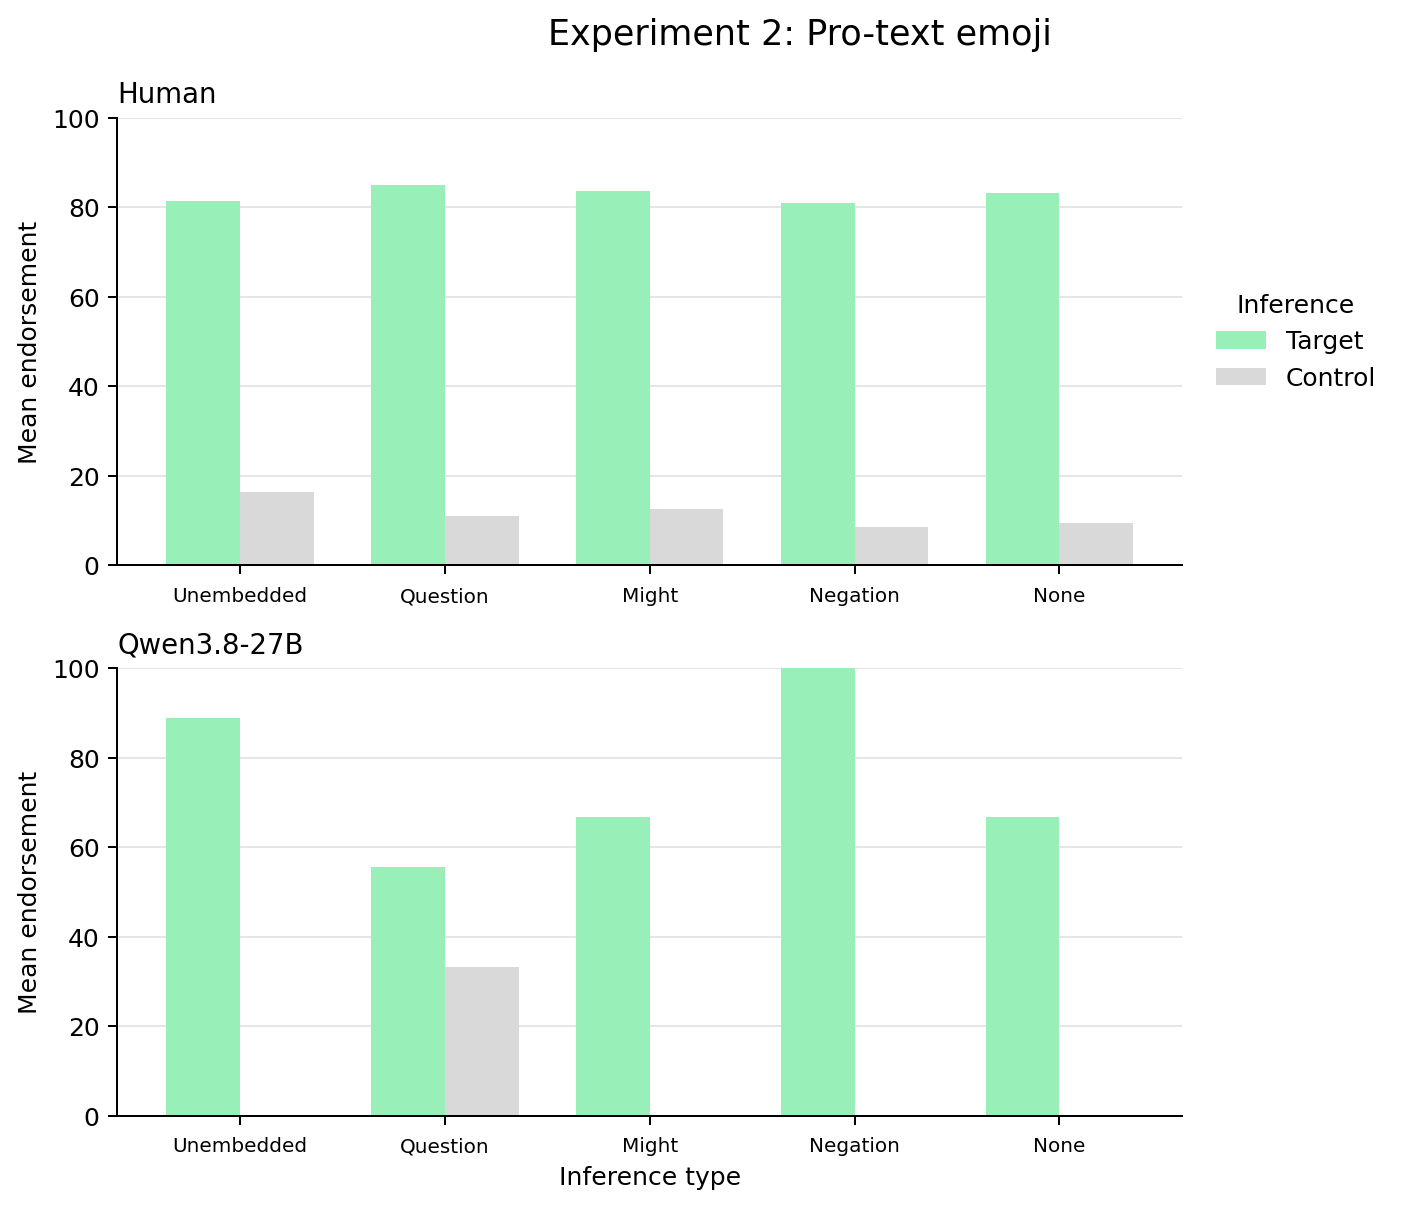 Experiment 2: Pro-text emoji
Human
100
80
60
40
20
0
Mean endorsement
Unembedded
Question
Might
Negation
None
Inference
Target
Control
Qwen3.8-27B
100
80
60
40
20
0
Mean endorsement
Unembedded
Question
Might
Negation
None
Inference type